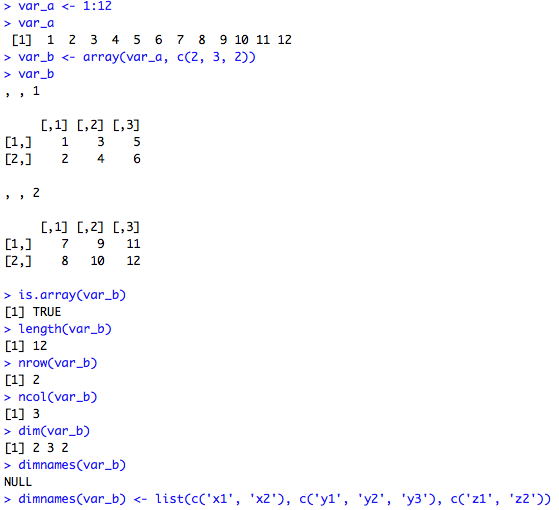 > var_a <- 1:12
> var_a
 [1]  1  2  3  4  5  6  7  8  9 10 11 12
> var_b <- array(var_a, c(2, 3, 2))
> var_b
, , 1

     [,1] [,2] [,3]
[1,]    1    3    5
[2,]    2    4    6

, , 2

     [,1] [,2] [,3]
[1,]    7    9   11
[2,]    8   10   12

> is.array(var_b)
[1] TRUE
> length(var_b)
[1] 12
> nrow(var_b)
[1] 2
> ncol(var_b)
[1] 3
> dim(var_b)
[1] 2 3 2
> dimnames(var_b)
NULL
> dimnames(var_b) <- list(c('x1', 'x2'), c('y1', 'y2', 'y3'), c('z1', 'z2'))